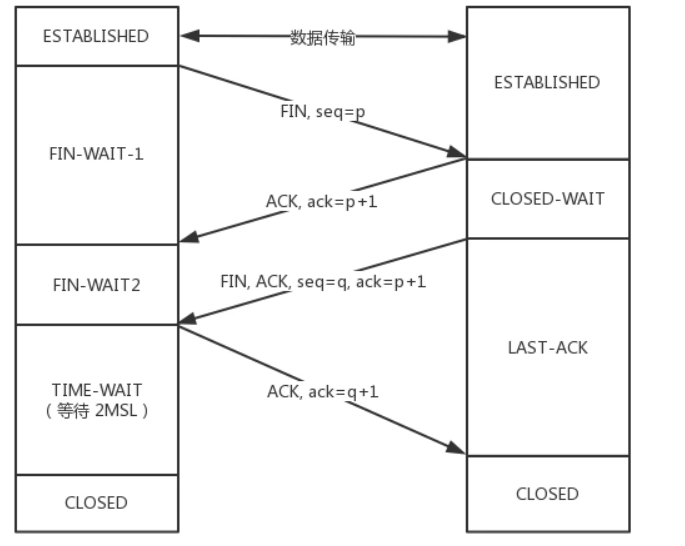 ESTABLISHED
数据传输
ESTABLISHED
FIN, seq=p
FIN-WAIT-1
ACK, ack=p+1
CLOSED-WAIT
FIN-WAIT2
FIN, ACK, seq=q, ack=p+1
LAST-ACK
TIME-WAIT
（等待 2MSL）
ACK, ack=q+1
CLOSED
CLOSED